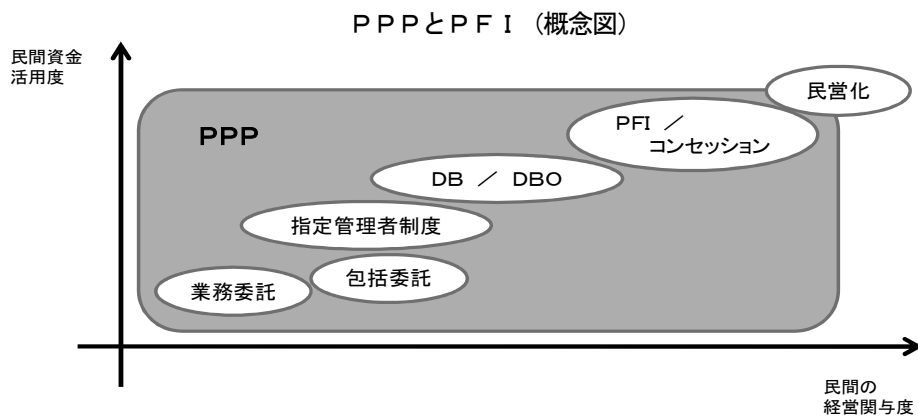 ＰＰＰとＰＦＩ（概念図）
民間資金
活用度
民営化
PFI ／
コンセッション
PPP
DB ／ DBO
指定管理者制度
包括委託
業務委託
民間の
経営関与度